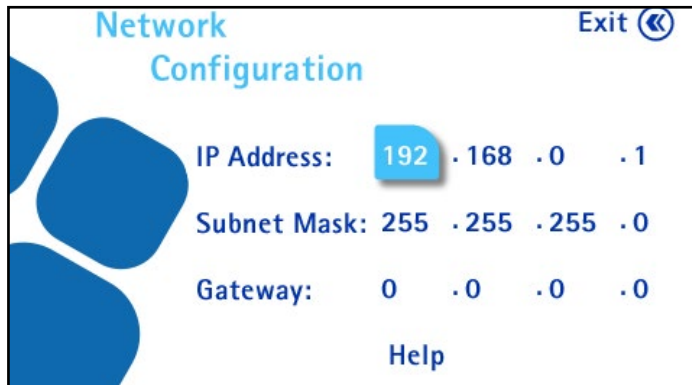 Network
Exit
Configuration
IP Address: 192 . 168 . 0 . 1
Subnet Mask: 255 . 255 . 255 . 0
Gateway: 0 . 0 . 0 . 0
Help